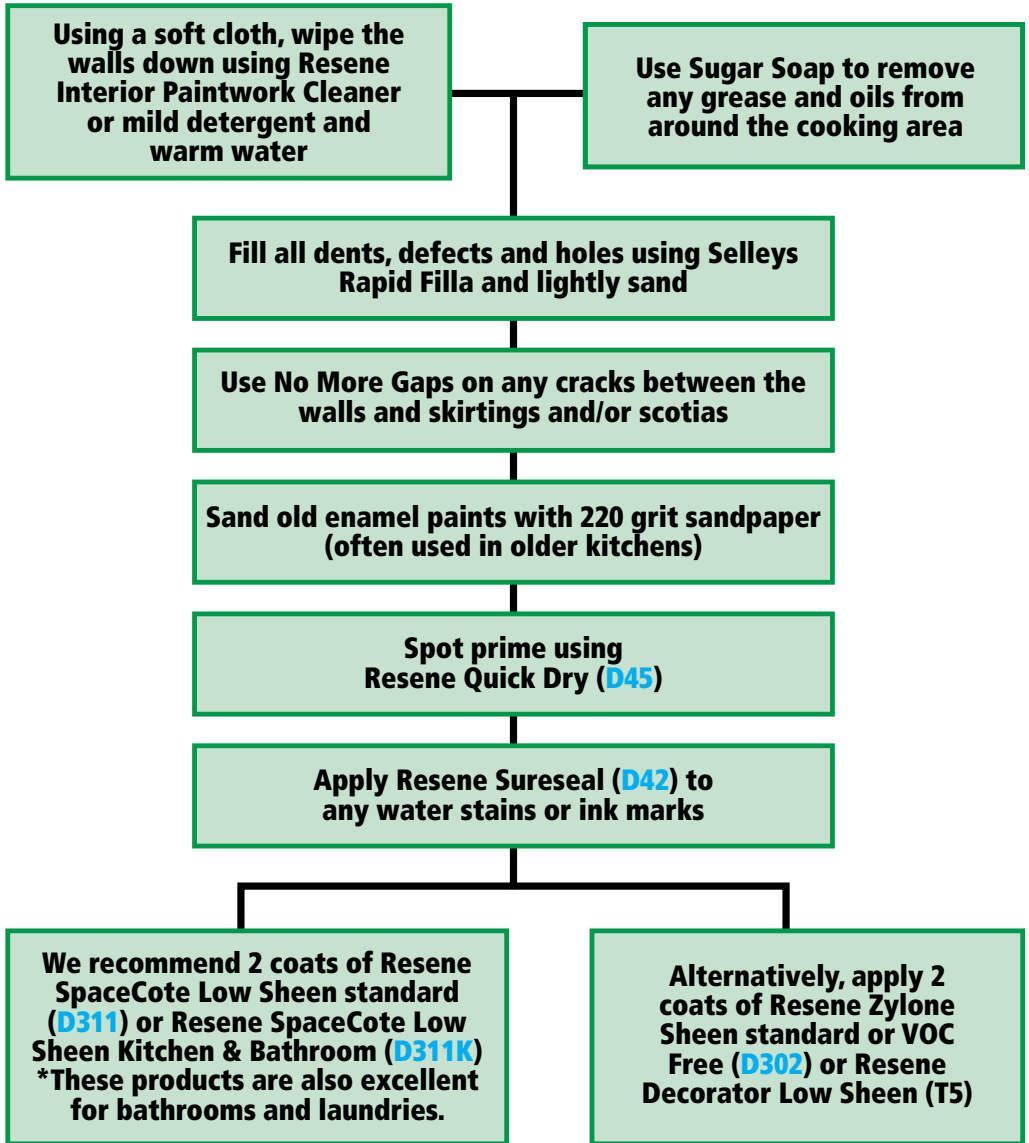 Using a soft cloth, wipe the
walls down using Resene
Interior Paintwork Cleaner
or mild detergent and
warm water
Use Sugar Soap to remove
any grease and oils from
around the cooking area
Fill all dents, defects and holes using Selleys
Rapid Filla and lightly sand
Use No More Gaps on any cracks between the
walls and skirtings and/or scotias
Sand old enamel paints with 220 grit sandpaper
(often used in older kitchens)
Spot prime using
Resene Quick Dry (D45)
Apply Resene Sureseal (D42) to
any water stains or ink marks
We recommend 2 coats of Resene
SpaceCote Low Sheen standard
(D311) or Resene SpaceCote Low
Sheen Kitchen & Bathroom (D311K)
*These products are also excellent
for bathrooms and laundries.
Alternatively, apply 2
coats of Resene Zylone
Sheen standard or VOC
Free (D302) or Resene
Decorator Low Sheen (T5)